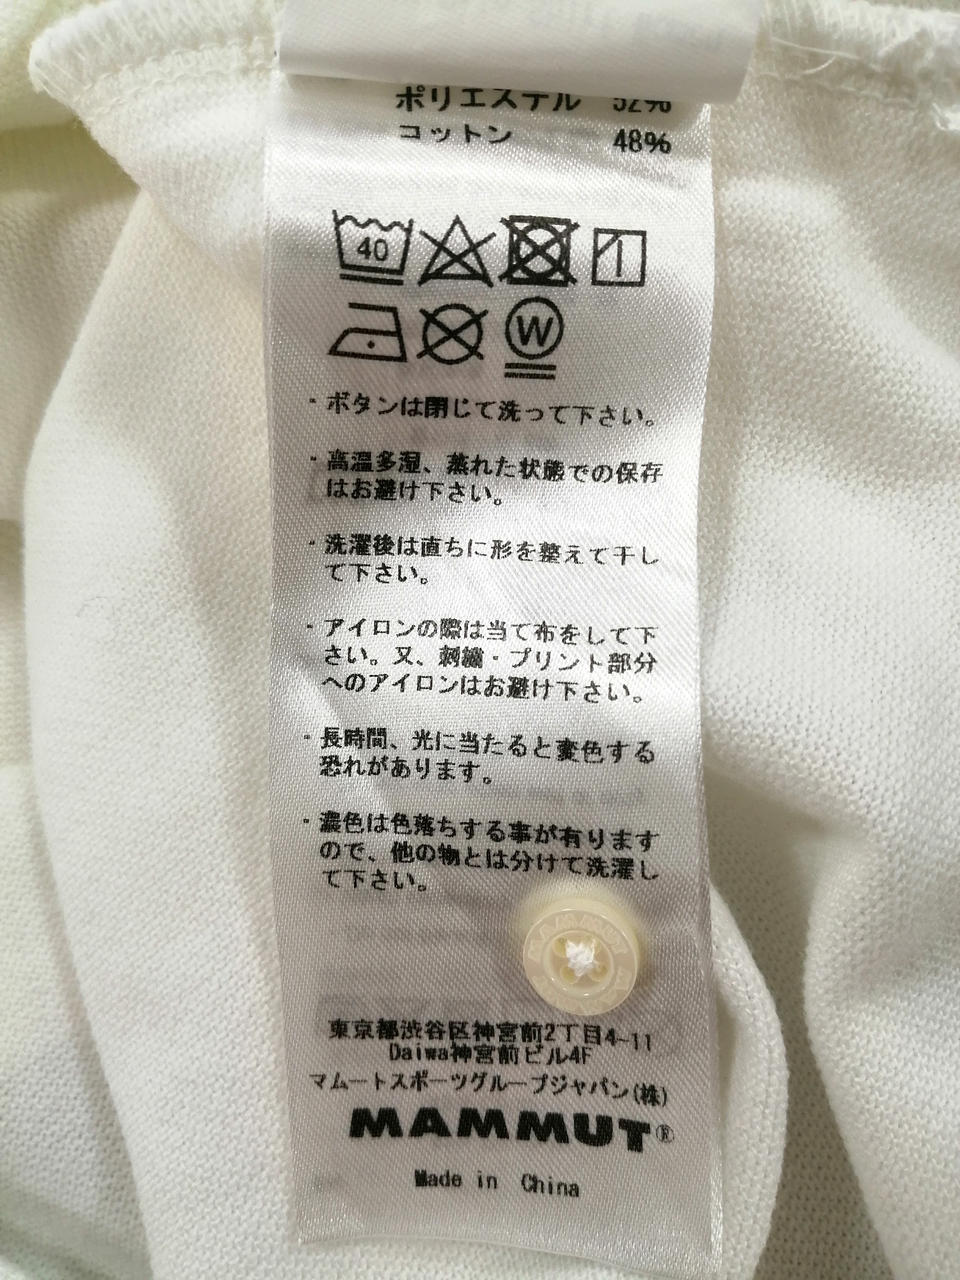 ポリエステル 52%
コットン 48%
40
W
・ボタンは閉じて洗って下さい。
・高温多湿、蒸れた状態での保存
はお避け下さい。
・洗濯後は直ちに形を整えて干し
て下さい。
・アイロンの際は当て布をして下
さい。又、刺繍・プリント部分
へのアイロンはお避け下さい。
・長時間、光に当たると変色する
恐れがあります。
・濃色は色落ちする事が有ります
ので、他の物とは分けて洗濯し
て下さい。
MAMMUT
東京都渋谷区神宮前2丁目4-11
Daiwa神宮前ビル4F
マムートスポーツグループジャパン(株)
MAMMUT®
Made in China